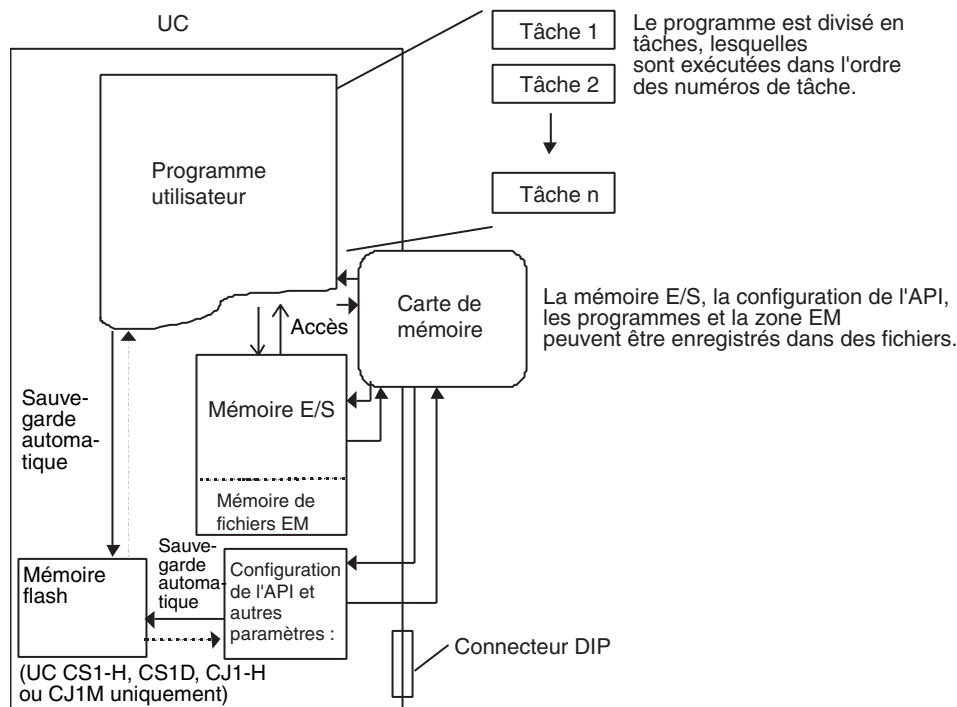 UC
Tâche 1
Tâche 2
Tâche n
Le programme est divisé en
tâches, lesquelles
sont exécutées dans l'ordre
des numéros de tâche.
Programme
utilisateur
Carte de
mémoire
La mémoire E/S, la configuration de l'API,
les programmes et la zone EM
peuvent être enregistrés dans des fichiers.
Accès
Sauve-
garde
automa-
tique
Mémoire E/S
Mémoire de
fichiers EM
Mémoire
flash
Sauve-
garde
automa-
tique
Configuration
de l'API et
autres
paramètres :
Connecteur DIP
(UC CS1-H, CS1D, CJ1-H
ou CJ1M uniquement)